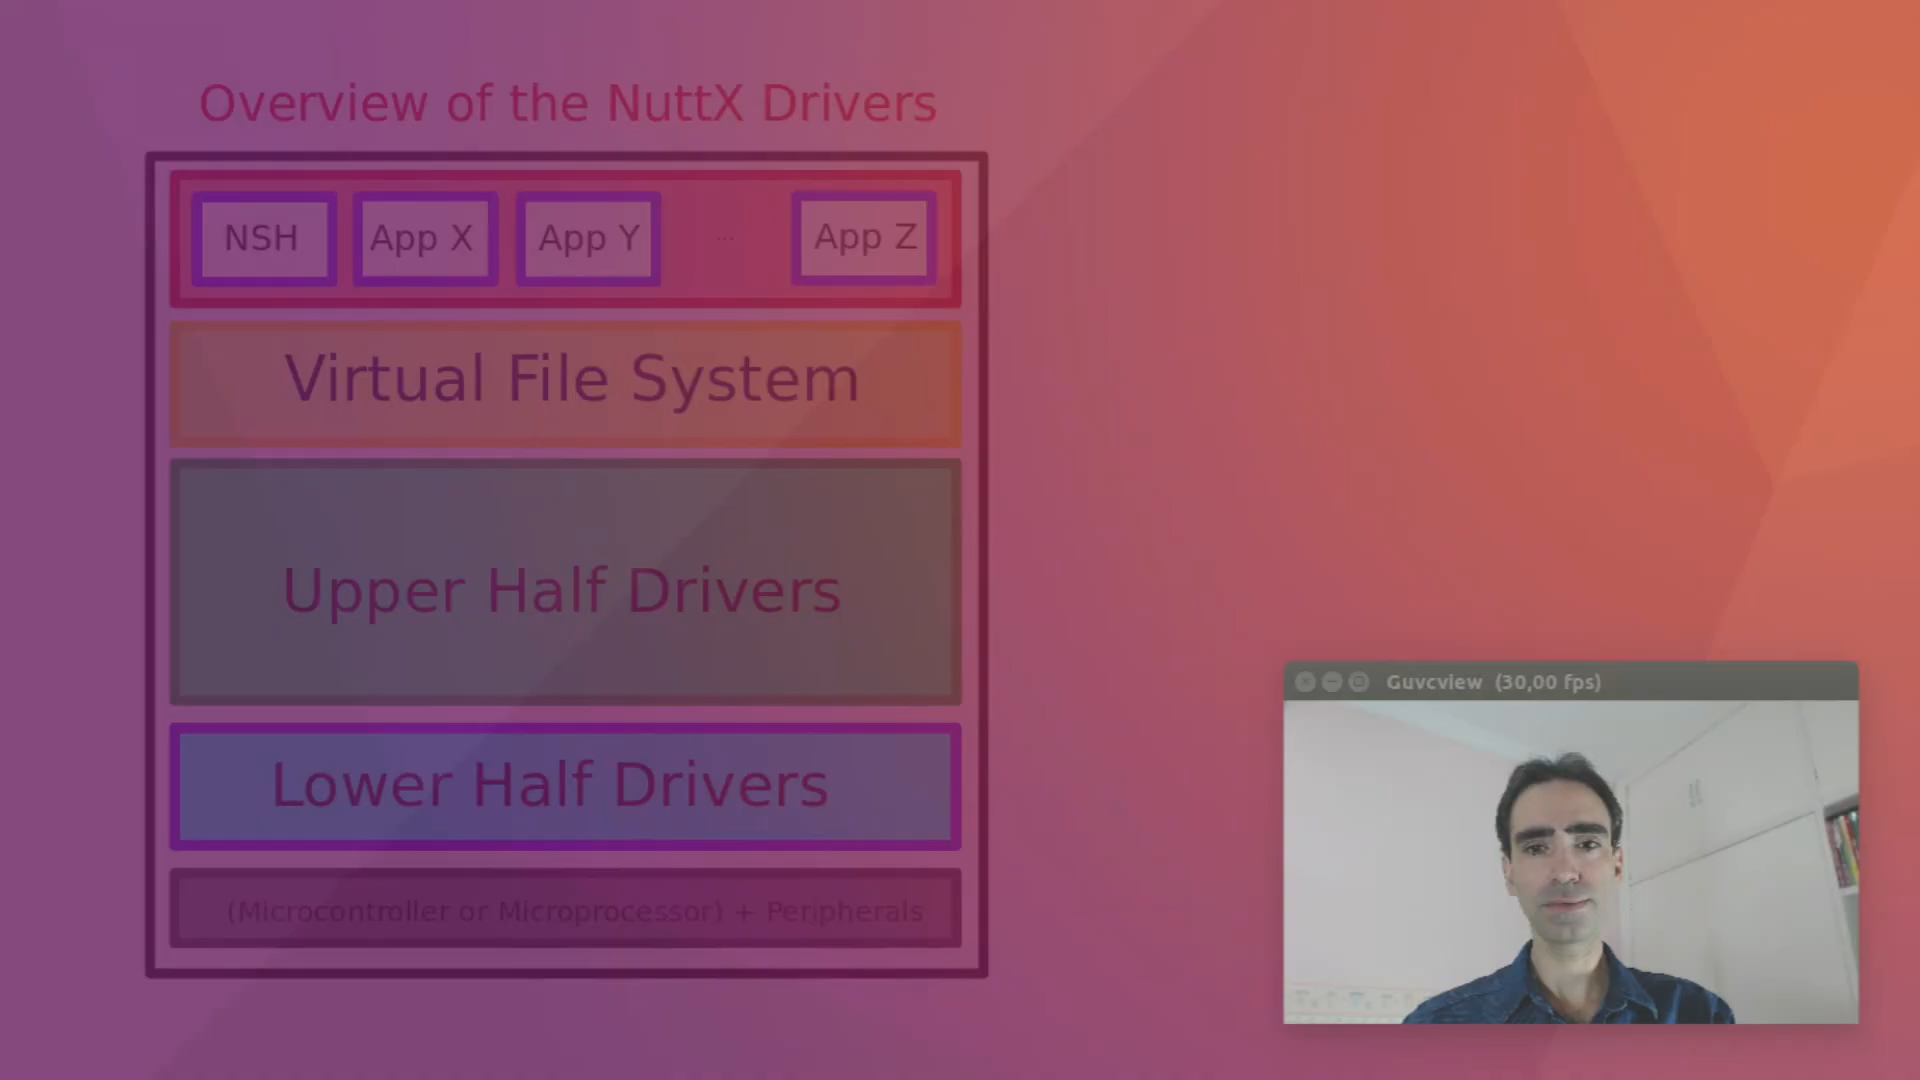 Overview of the NuttX Drivers
NSH
App X
App Y
...
App Z
Virtual File System
Upper Half Drivers
Lower Half Drivers
(Microcontroller or Microprocessor) + Peripherals
Guvcview (30,00 fps)